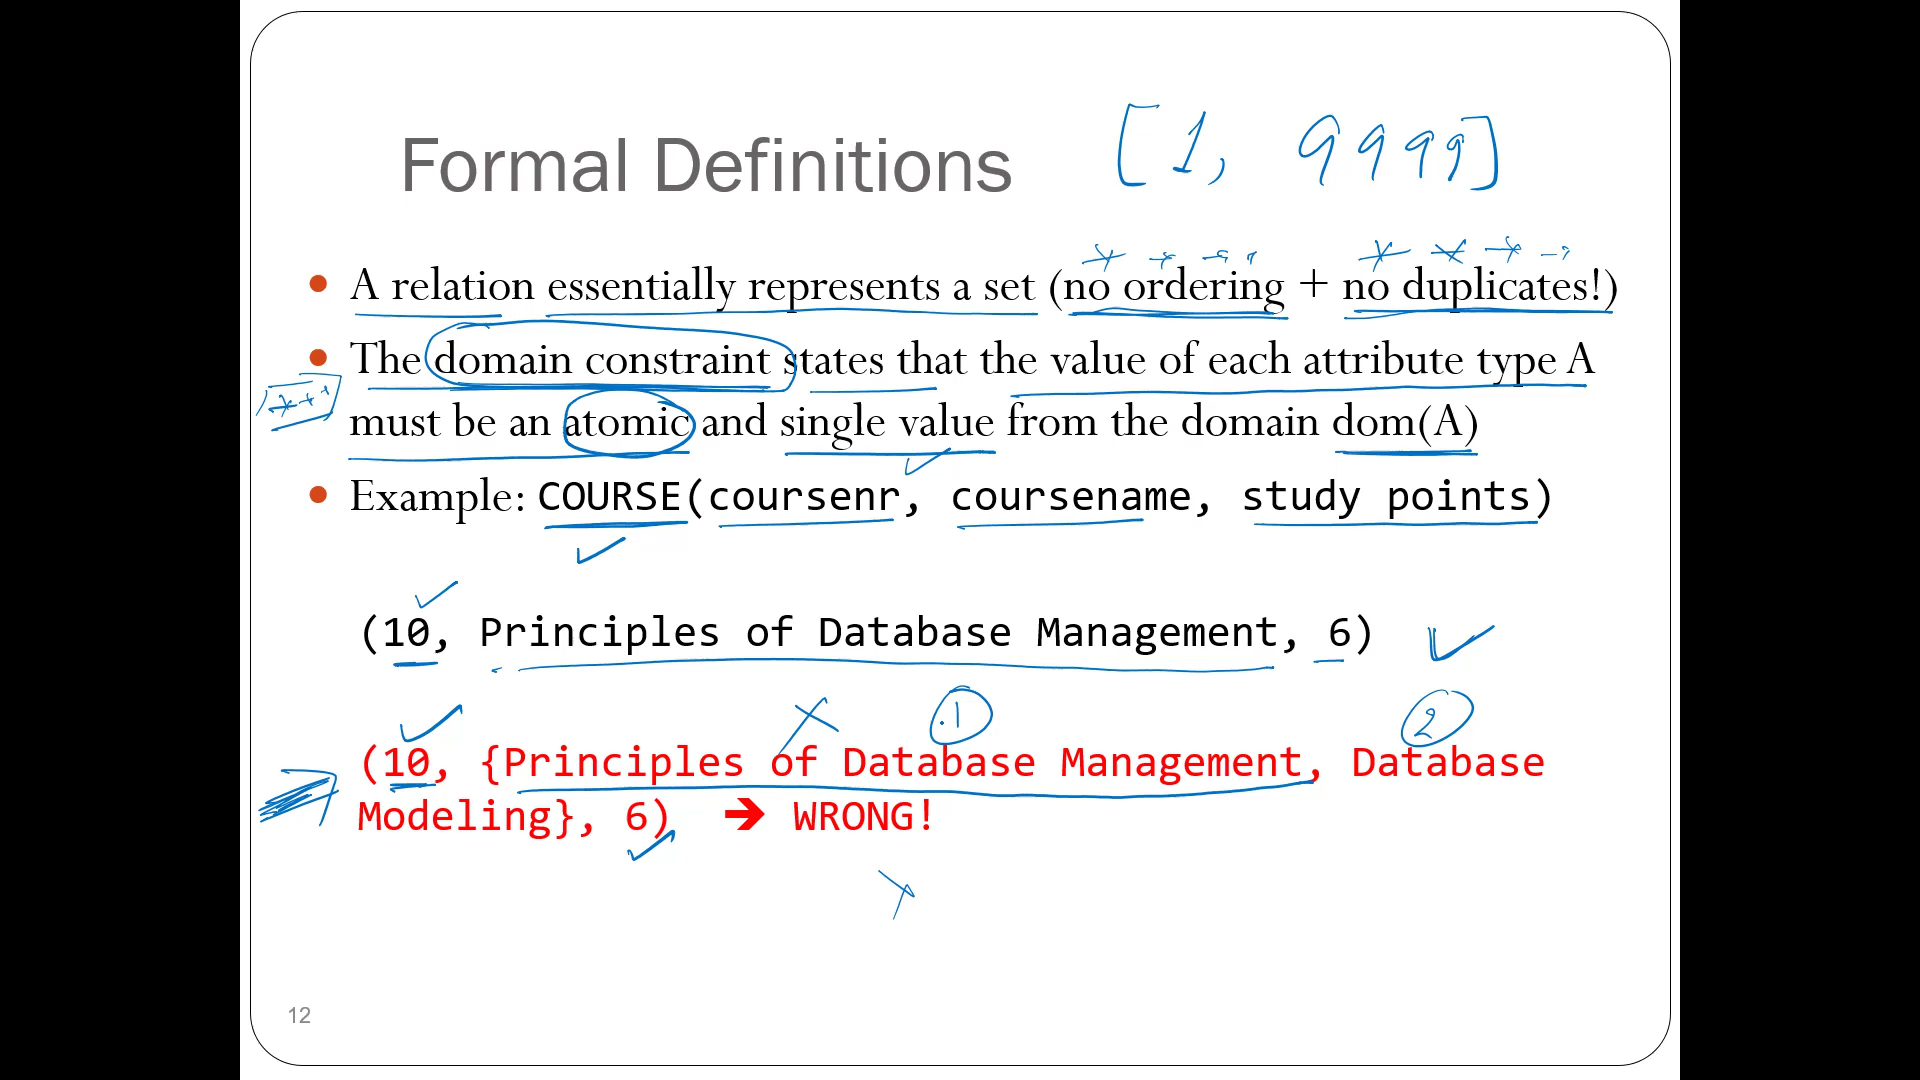 Formal Definitions [1, 9999]
• A relation essentially represents a set (no ordering + no duplicates!)
• The domain constraint states that the value of each attribute type A
must be an atomic and single value from the domain dom(A)
• Example: COURSE(coursenr, coursename, study points)
(10, Principles of Database Management, 6)
1 2
(10, {Principles of Database Management, Database
Modeling}, 6) ➔ WRONG!
12